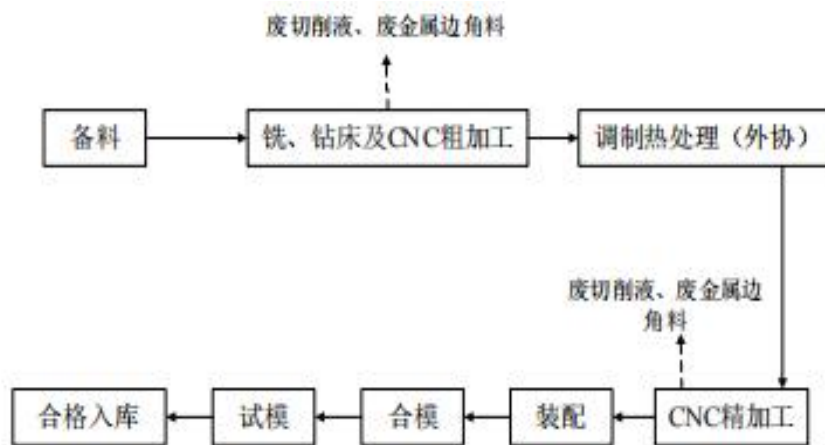 废切削液、废金属边角料
备料
铣、钻床及CNC粗加工
调制热处理（外协）
废切削液、废金属边
角料
合格入库
试模
合模
装配
CNC精加工